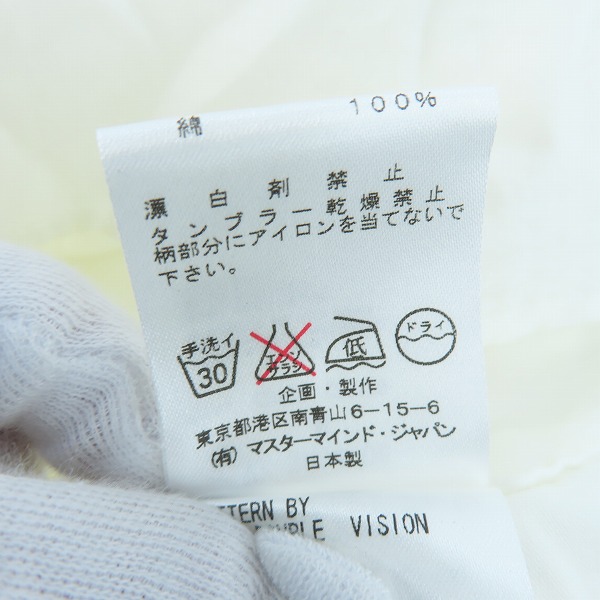 綿 100%
漂白剤禁止
タンブラー乾燥禁止
柄部分にアイロンを当てないで
下さい。
手洗イ 30 エンソ サラシ 低 ドライ
企画・製作
東京都港区南青山6-15-6
(有)マスターマインド・ジャパン
日本製
TTERN BY
VISION